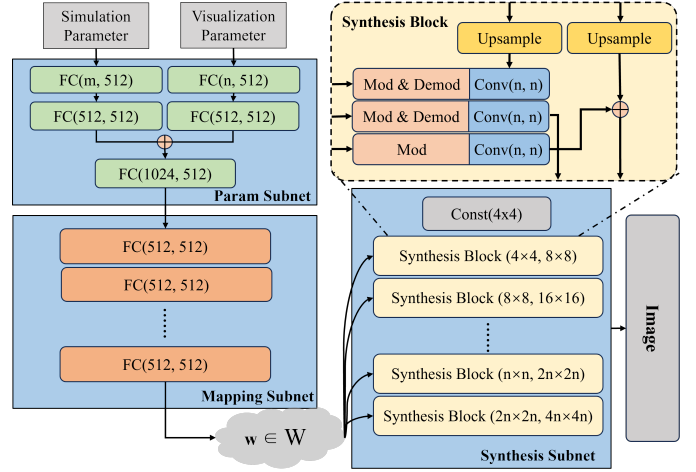 Simulation
Parameter
Visualization
Parameter
FC(m, 512)
FC(n, 512)
FC(512, 512)
FC(512, 512)
FC(1024, 512)
Param Subnet
FC(512, 512)
FC(512, 512)
FC(512, 512)
Mapping Subnet
w ∈ W
Synthesis Block
Upsample
Upsample
Mod & Demod
Conv(n, n)
Mod & Demod
Conv(n, n)
Mod
Conv(n, n)
Const(4x4)
Synthesis Block (4×4, 8×8)
Synthesis Block (8×8, 16×16)
Synthesis Block (n×n, 2n×2n)
Synthesis Block (2n×2n, 4n×4n)
Synthesis Subnet
Image